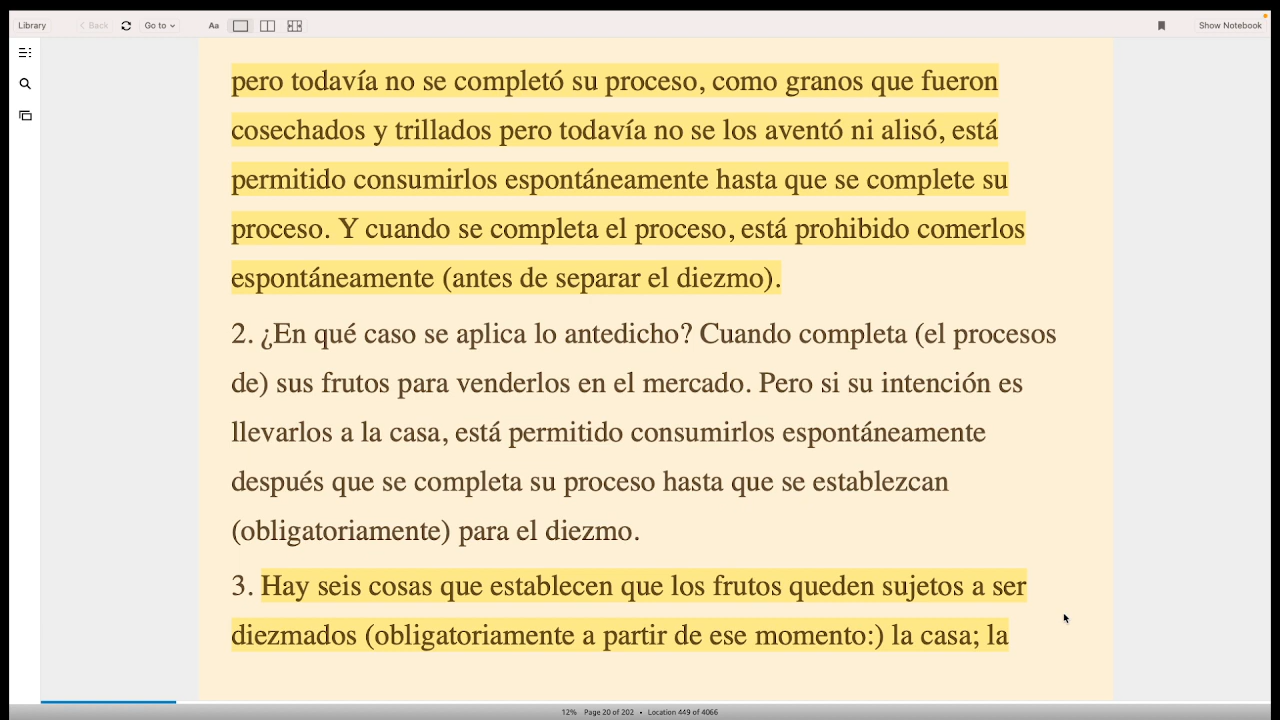 Library
Back
Go to
Aa
Show Notebook
pero todavía no se completó su proceso, como granos que fueron
cosechados y trillados pero todavía no se los aventó ni alisó, está
permitido consumirlos espontáneamente hasta que se complete su
proceso. Y cuando se completa el proceso, está prohibido comerlos
espontáneamente (antes de separar el diezmo).
2. ¿En qué caso se aplica lo antedicho? Cuando completa (el procesos
de) sus frutos para venderlos en el mercado. Pero si su intención es
llevarlos a la casa, está permitido consumirlos espontáneamente
después que se completa su proceso hasta que se establezcan
(obligatoriamente) para el diezmo.
3. Hay seis cosas que establecen que los frutos queden sujetos a ser
diezmados (obligatoriamente a partir de ese momento:) la casa; la
12% Page 20 of 202 • Location 449 of 4066